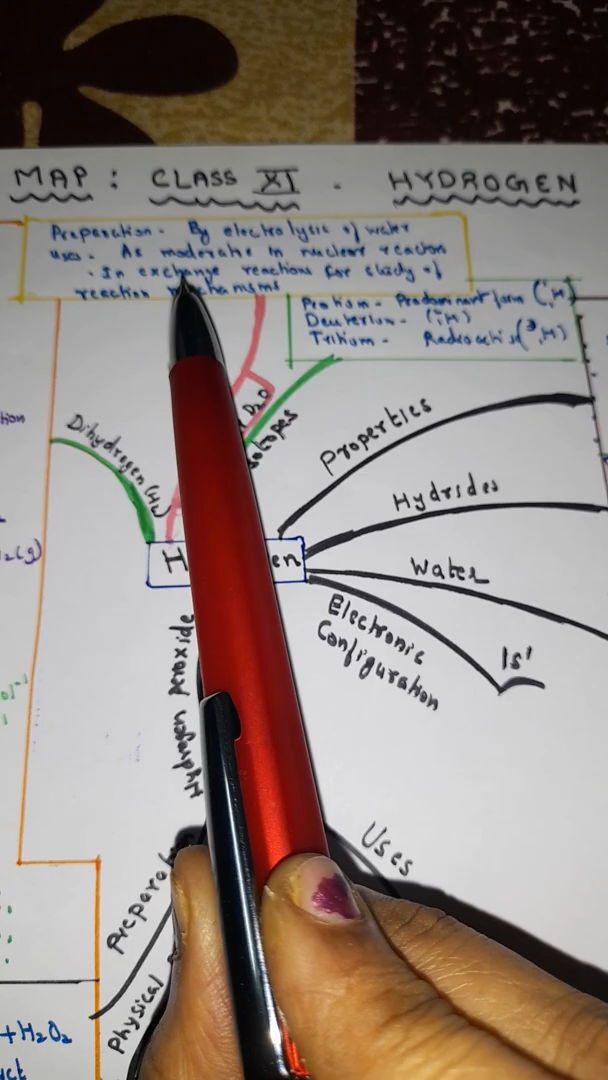 MAP : CLASS XI . HYDROGEN
Preparation - By electrolysis of water
uses - As moderator in nuclear reactors
- In exchange reactions for study of
reaction mechanisms
Protium - Predominant form (¹₁H)
Deuterium - (²₁H)
Tritium - Radioactive (³₁H)
D₂O
Isotopes
Dihydrogen (H₂)
Properties
Hydrides
H en
Water
Electronic
Configuration
1s¹
Hydrogen Peroxide
Uses
Physical
+ H₂O₂